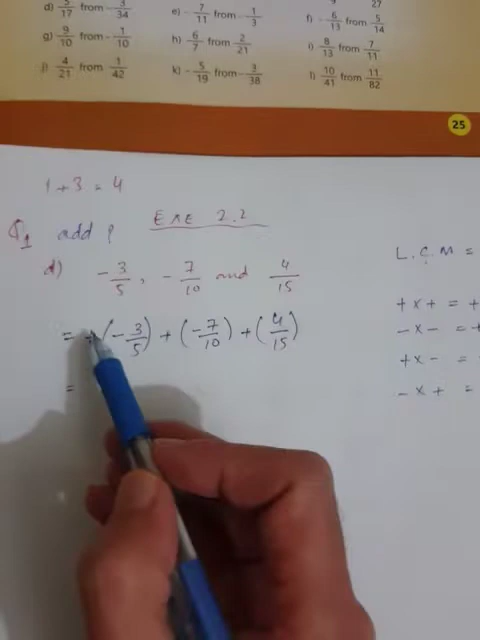 d) 5/17 from -3/34 e) -7/11 from -1/3 f) -6/13 from 5/14
g) 9/10 from -1/10 h) 6/7 from 2/21 i) 8/13 from 7/11
j) 4/21 from 1/42 k) -5/19 from -3/38 l) 10/41 from 11/82
25
1 + 3 = 4
Q1 add ? EXE 2.2
d) -3/5 , -7/10 and 4/15
L.C.M =
= + (-3/5) + (-7/10) + (4/15)
+ x + = +
- x - = +
+ x - =
- x + =
=